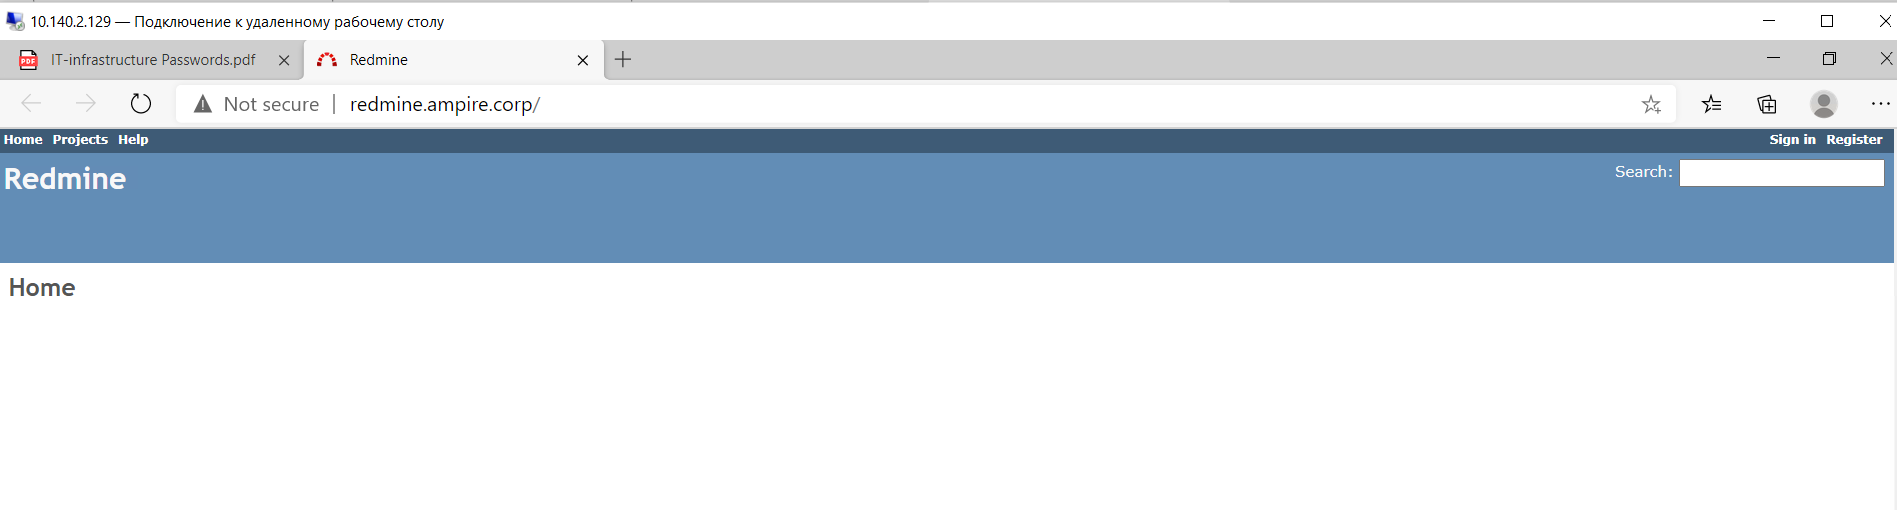 10.140.2.129 — Подключение к удаленному рабочему столу
IT-infrastructure Passwords.pdf
Redmine
Not secure | redmine.ampire.corp/
Home Projects Help Sign in Register
Redmine
Search:
Home